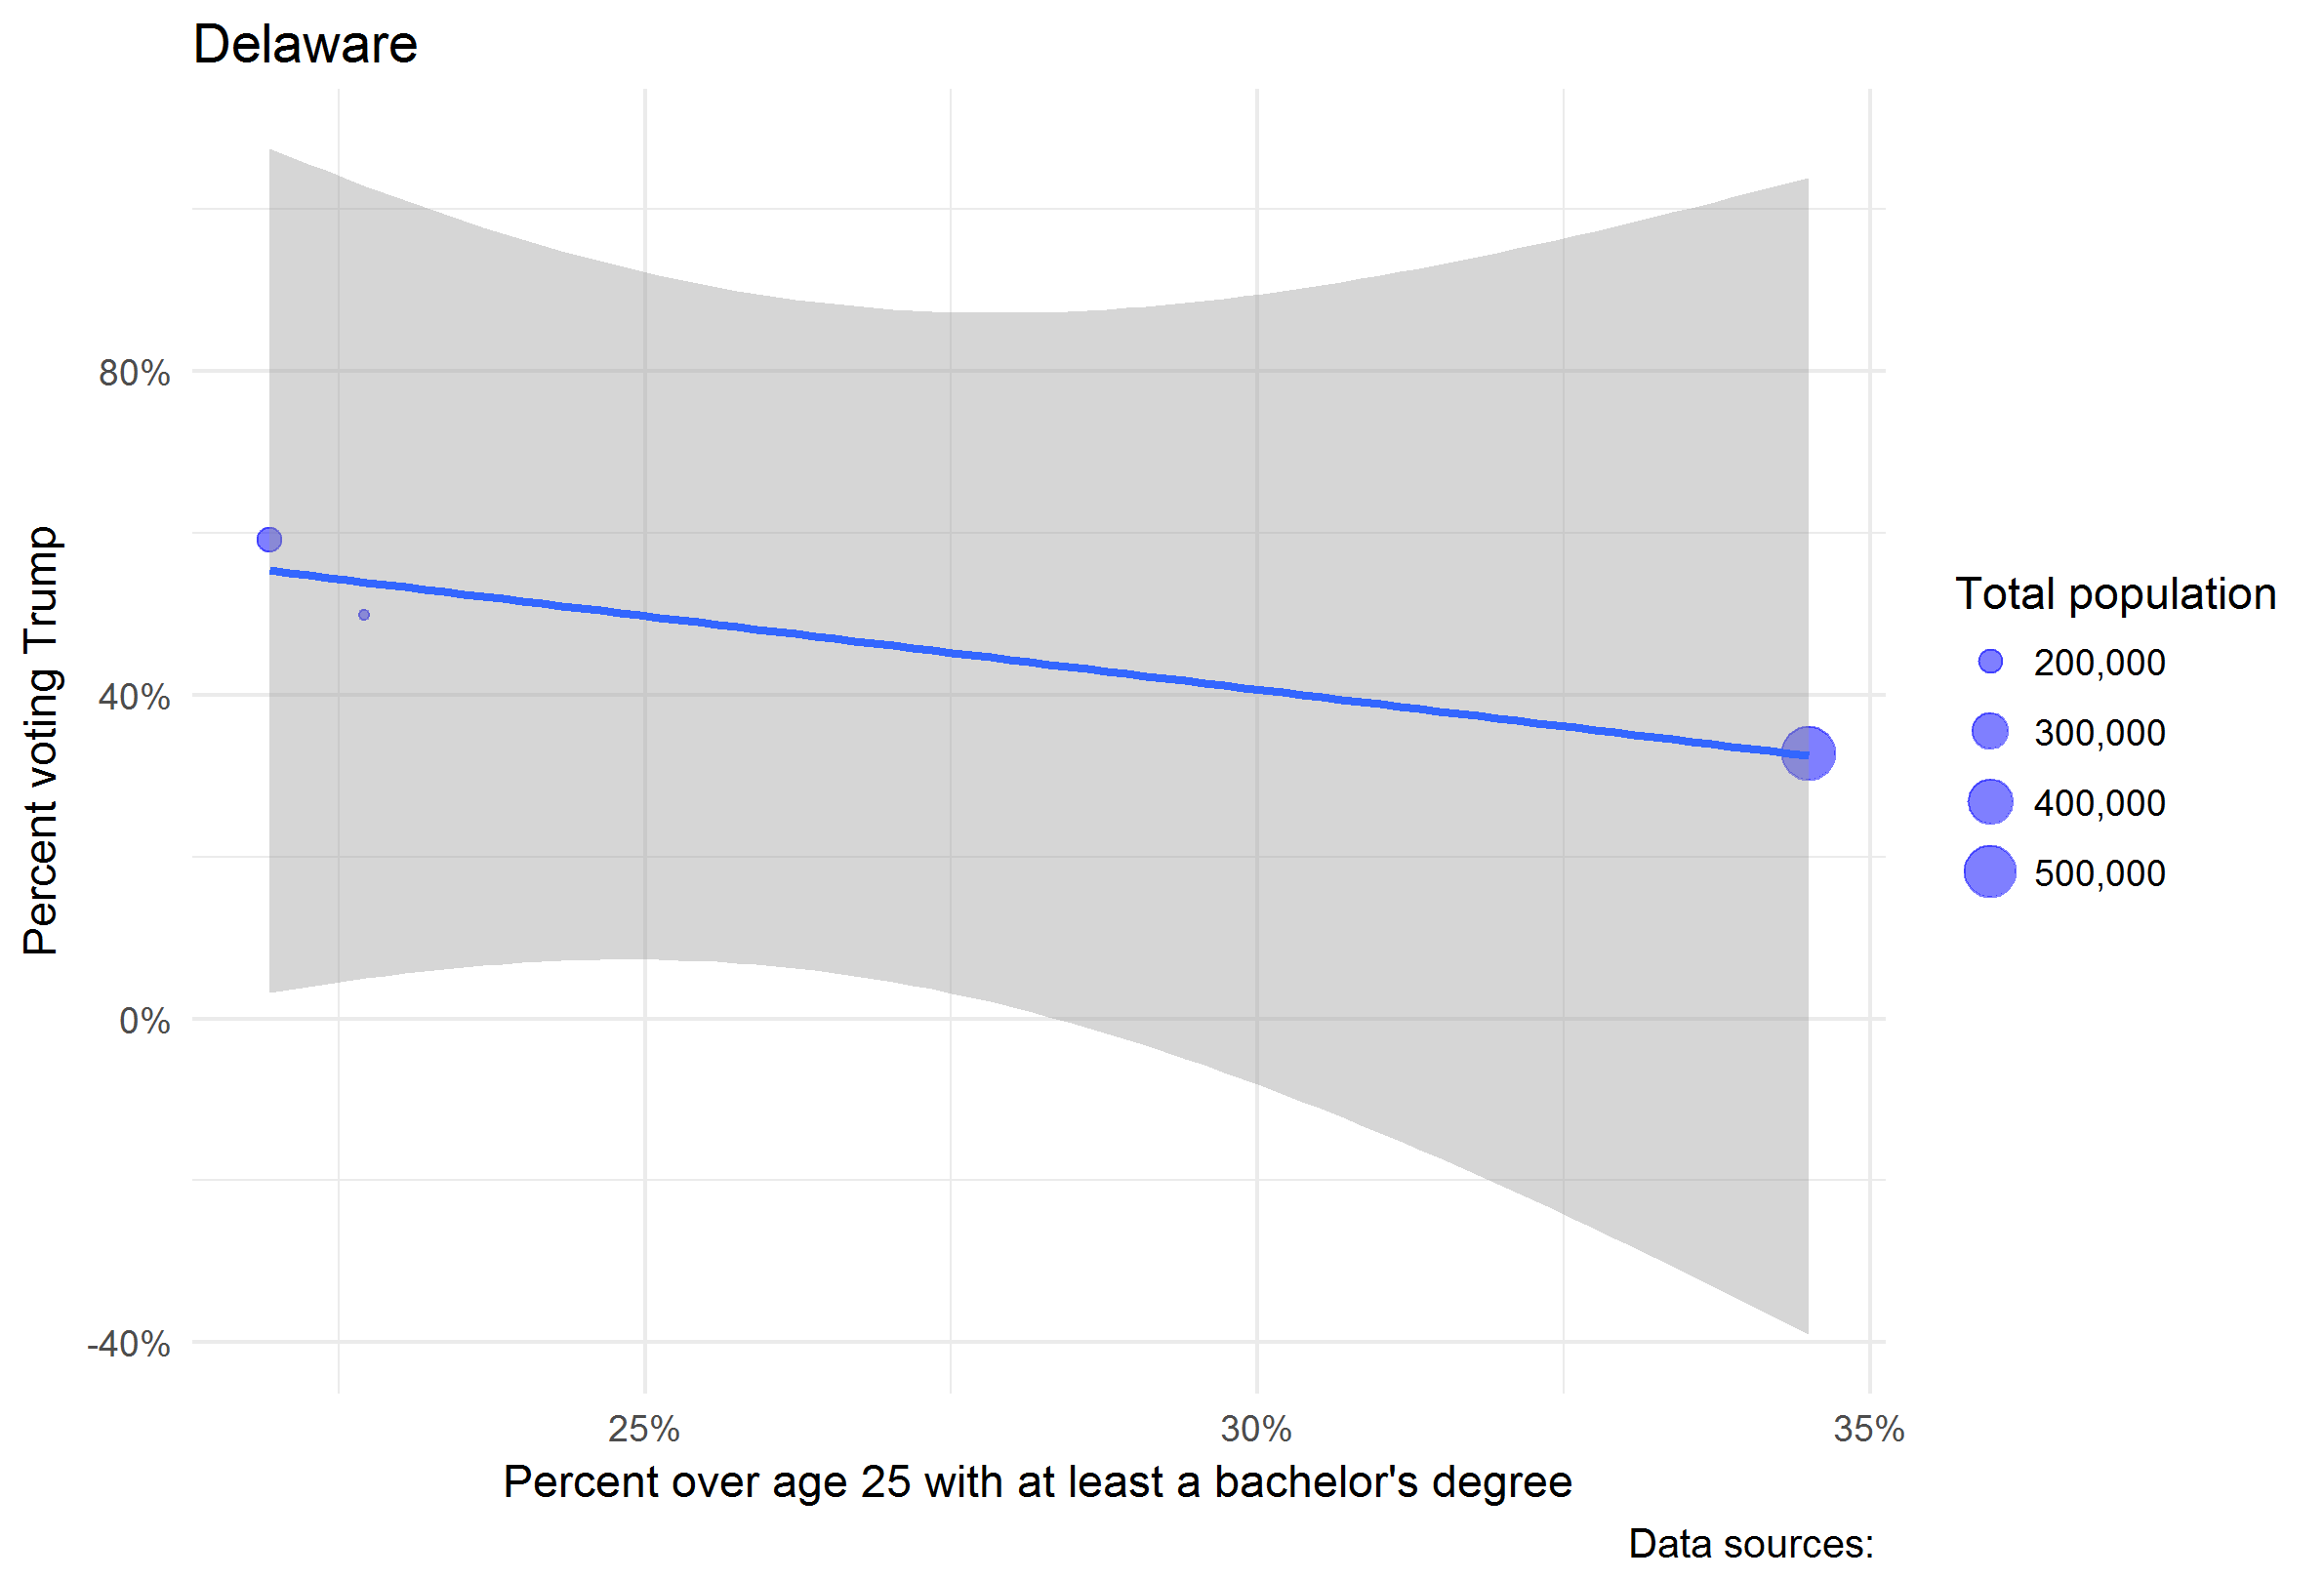 Delaware
Percent voting Trump
80%
40%
0%
-40%
25%
30%
35%
Percent over age 25 with at least a bachelor's degree
Total population
200,000
300,000
400,000
500,000
Data sources: